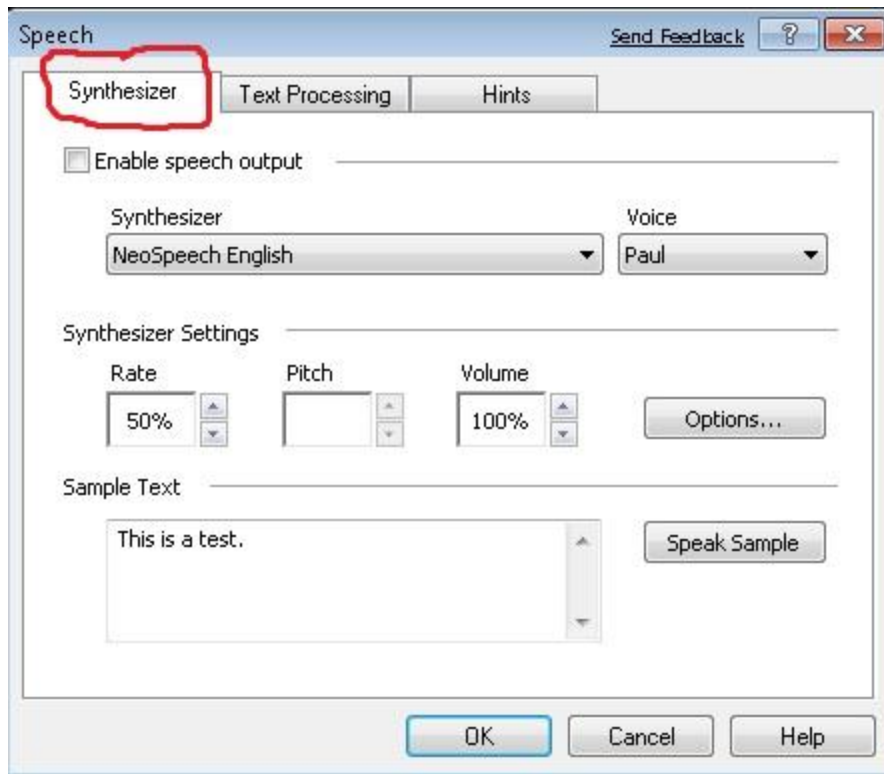 Speech Send Feedback ?
Synthesizer Text Processing Hints
Enable speech output
Synthesizer Voice
NeoSpeech English Paul
Synthesizer Settings
Rate Pitch Volume
50% 100% Options...
Sample Text
This is a test. Speak Sample
OK Cancel Help